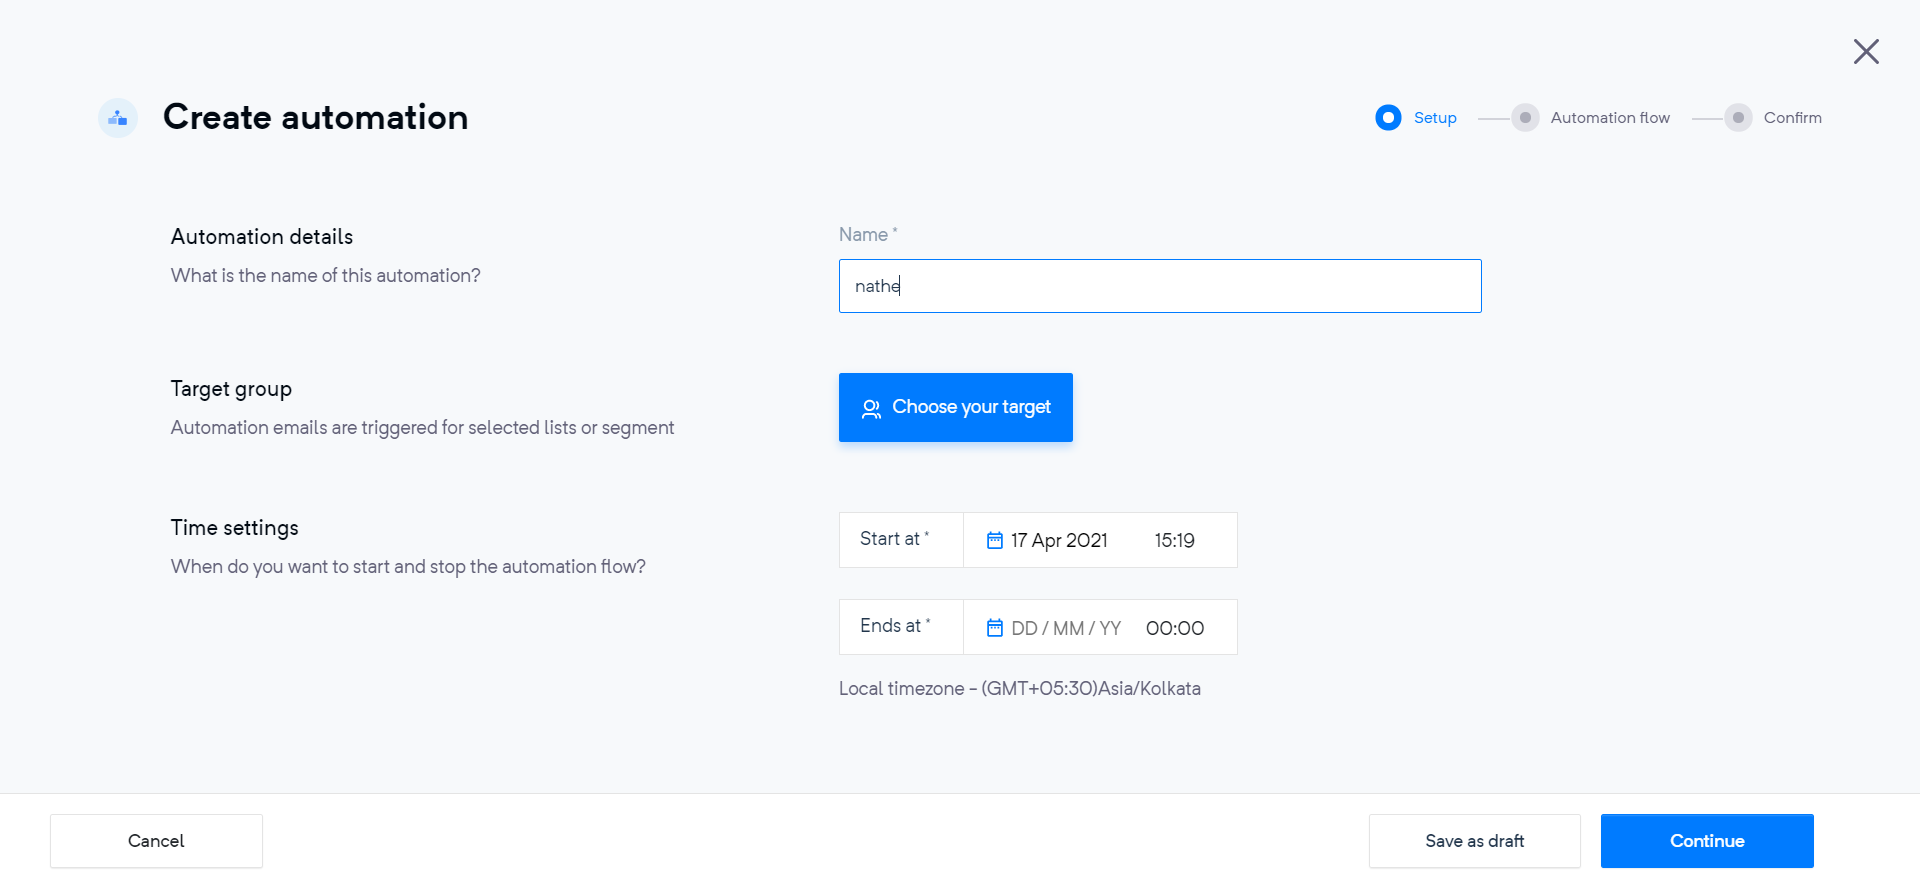 Create automation
Setup
Automation flow
Confirm
Automation details
What is the name of this automation?
Name *
nathe
Target group
Automation emails are triggered for selected lists or segment
Choose your target
Time settings
When do you want to start and stop the automation flow?
Start at * 17 Apr 2021 15:19
Ends at * DD / MM / YY 00:00
Local timezone - (GMT+05:30)Asia/Kolkata
Cancel
Save as draft
Continue